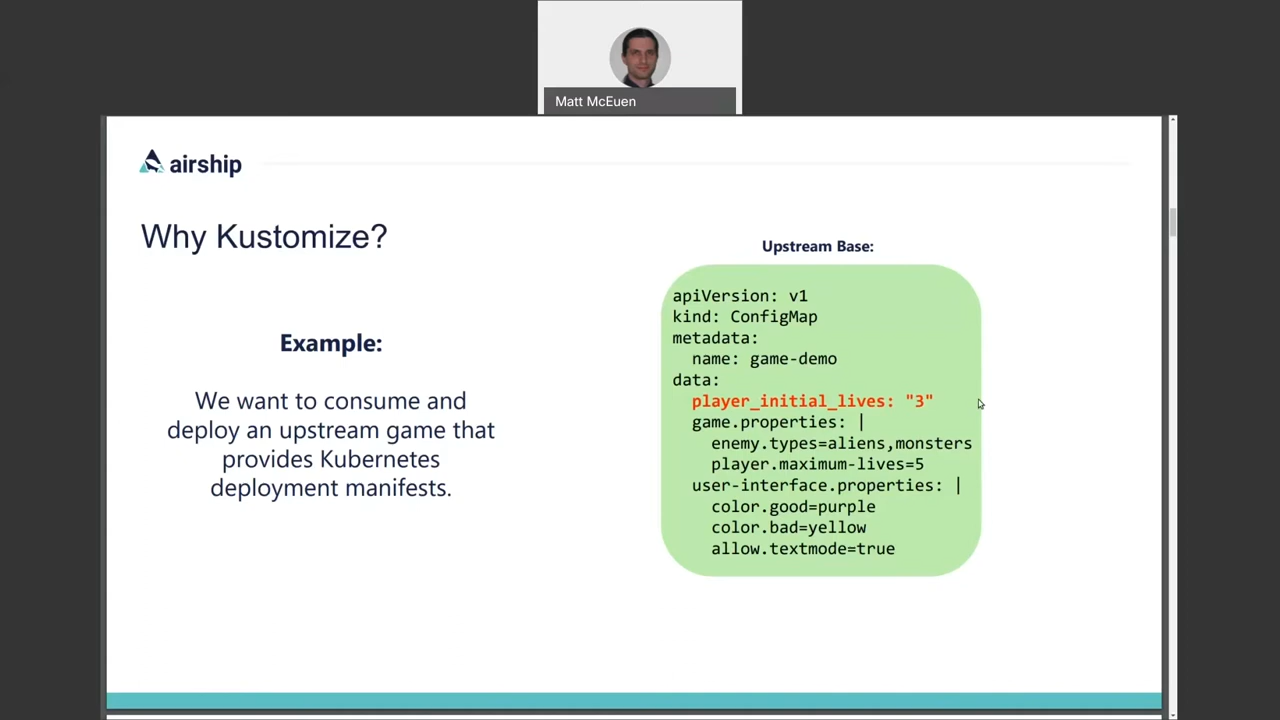 Matt McEuen
airship
Why Kustomize?
Example:
We want to consume and
deploy an upstream game that
provides Kubernetes
deployment manifests.
Upstream Base:
apiVersion: v1
kind: ConfigMap
metadata:
  name: game-demo
data:
  player_initial_lives: "3"
  game.properties: |
    enemy.types=aliens,monsters
    player.maximum-lives=5
  user-interface.properties: |
    color.good=purple
    color.bad=yellow
    allow.textmode=true